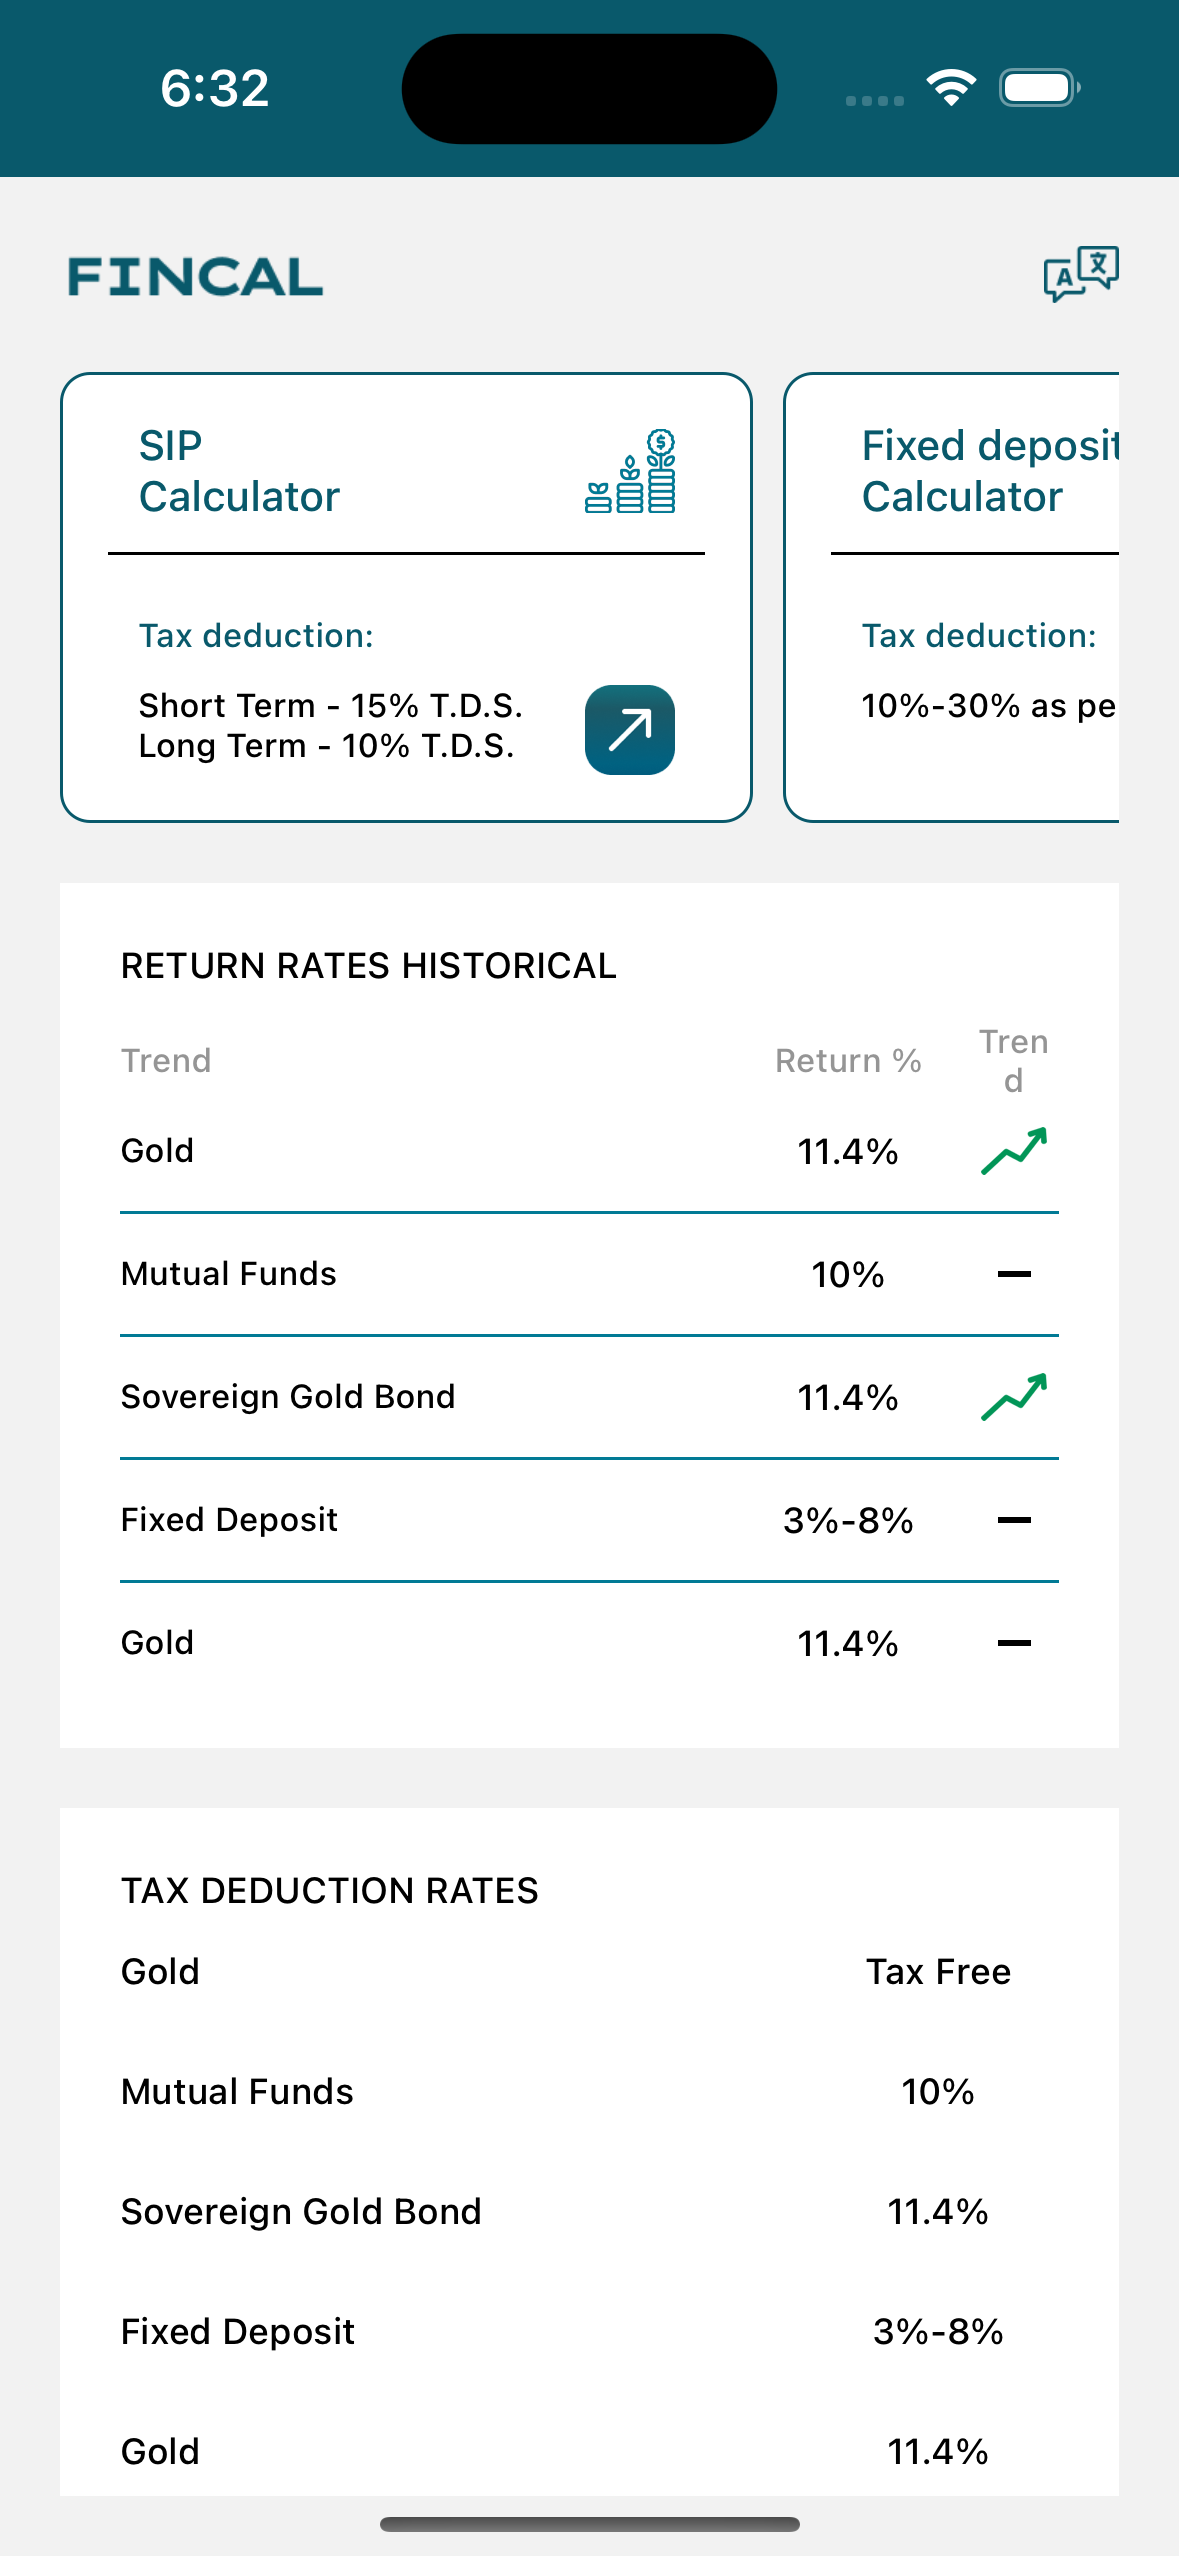 6:32
FINCAL
SIP
Calculator
Tax deduction:
Short Term - 15% T.D.S.
Long Term - 10% T.D.S.
Fixed deposit
Calculator
Tax deduction:
10%-30% as pe
RETURN RATES HISTORICAL
Trend Return % Tren
d
Gold 11.4%
Mutual Funds 10%
Sovereign Gold Bond 11.4%
Fixed Deposit 3%-8%
Gold 11.4%
TAX DEDUCTION RATES
Gold Tax Free
Mutual Funds 10%
Sovereign Gold Bond 11.4%
Fixed Deposit 3%-8%
Gold 11.4%